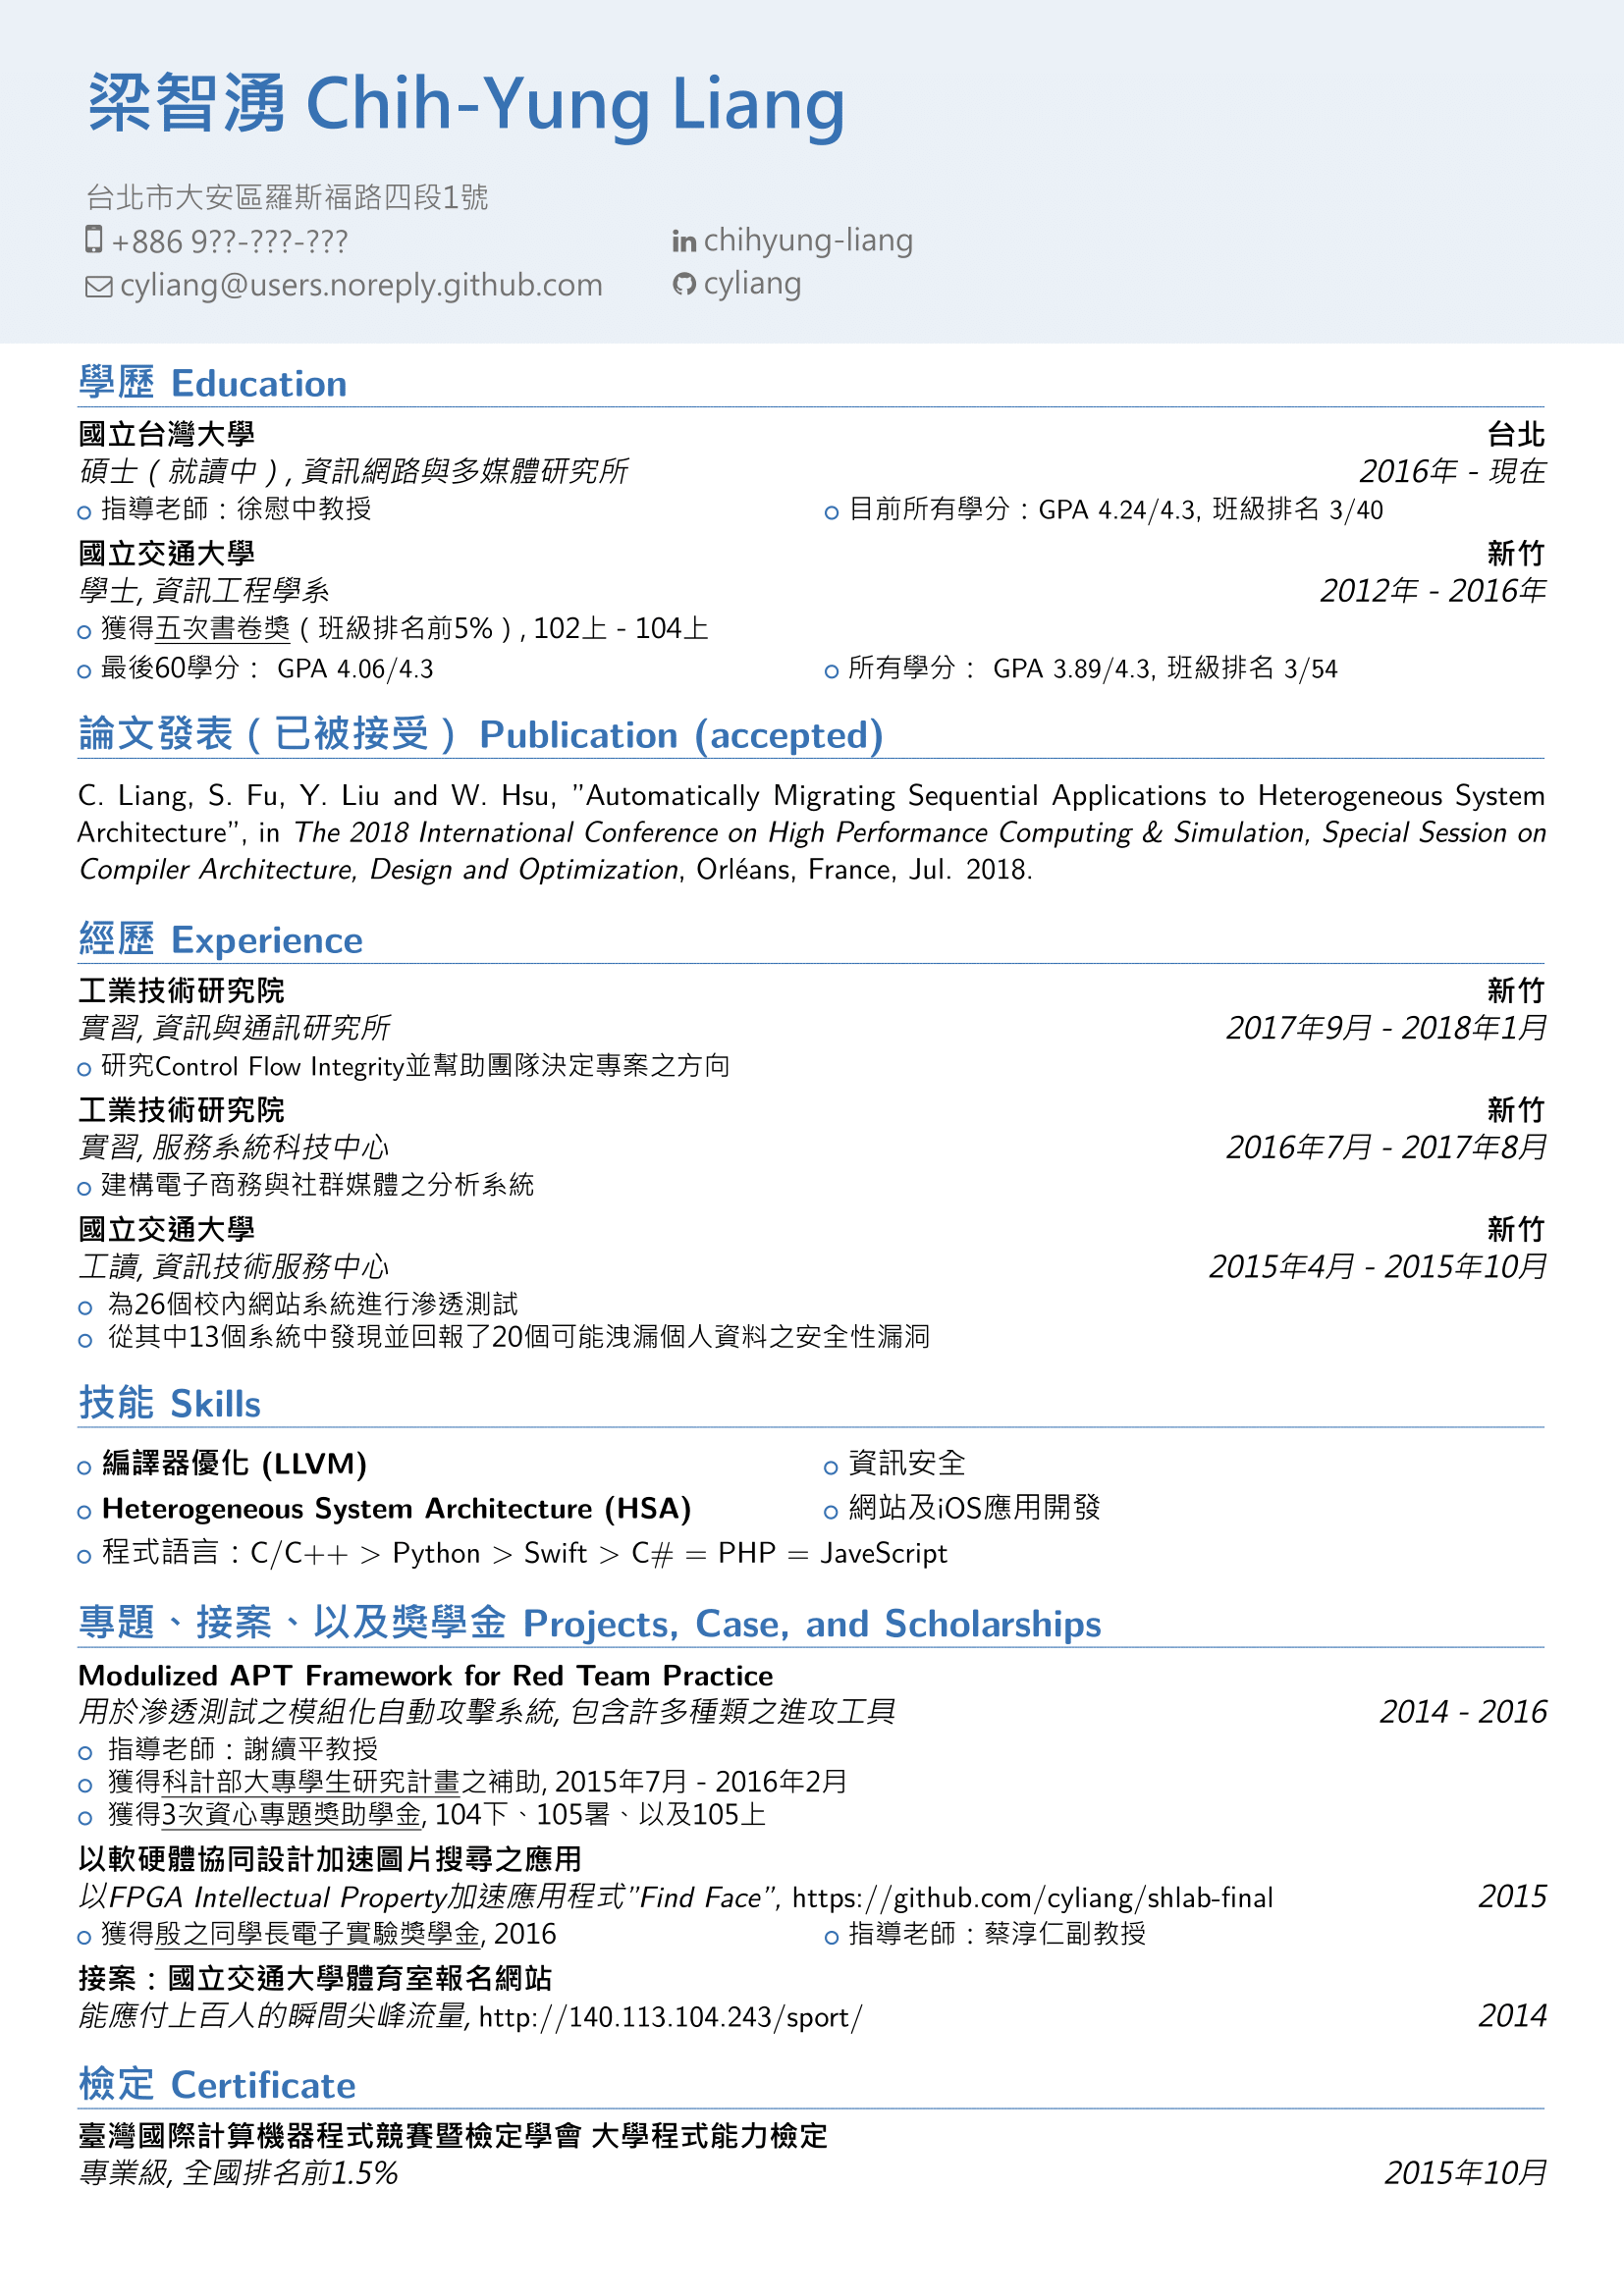 梁智湧 Chih-Yung Liang
台北市大安區羅斯福路四段1號
+886 9??-???-???
chihyung-liang
cyliang@users.noreply.github.com
cyliang
學歷 Education
國立台灣大學 台北
碩士（就讀中）, 資訊網路與多媒體研究所 2016年 - 現在
指導老師：徐慰中教授 目前所有學分：GPA 4.24/4.3, 班級排名 3/40
國立交通大學 新竹
學士, 資訊工程學系 2012年 - 2016年
獲得五次書卷獎（班級排名前5%）, 102上 - 104上
最後60學分： GPA 4.06/4.3 所有學分： GPA 3.89/4.3, 班級排名 3/54
論文發表（已被接受） Publication (accepted)
C. Liang, S. Fu, Y. Liu and W. Hsu, ”Automatically Migrating Sequential Applications to Heterogeneous System
Architecture”, in The 2018 International Conference on High Performance Computing & Simulation, Special Session on
Compiler Architecture, Design and Optimization, Orléans, France, Jul. 2018.
經歷 Experience
工業技術研究院 新竹
實習, 資訊與通訊研究所 2017年9月 - 2018年1月
研究Control Flow Integrity並幫助團隊決定專案之方向
工業技術研究院 新竹
實習, 服務系統科技中心 2016年7月 - 2017年8月
建構電子商務與社群媒體之分析系統
國立交通大學 新竹
工讀, 資訊技術服務中心 2015年4月 - 2015年10月
為26個校內網站系統進行滲透測試
從其中13個系統中發現並回報了20個可能洩漏個人資料之安全性漏洞
技能 Skills
編譯器優化 (LLVM) 資訊安全
Heterogeneous System Architecture (HSA) 網站及iOS應用開發
程式語言：C/C++ > Python > Swift > C# = PHP = JaveScript
專題、接案、以及獎學金 Projects, Case, and Scholarships
Modulized APT Framework for Red Team Practice
用於滲透測試之模組化自動攻擊系統, 包含許多種類之進攻工具 2014 - 2016
指導老師：謝續平教授
獲得科計部大專學生研究計畫之補助, 2015年7月 - 2016年2月
獲得3次資心專題獎助學金, 104下、105署、以及105上
以軟硬體協同設計加速圖片搜尋之應用
以FPGA Intellectual Property加速應用程式”Find Face”, https://github.com/cyliang/shlab-final 2015
獲得殷之同學長電子實驗獎學金, 2016 指導老師：蔡淳仁副教授
接案：國立交通大學體育室報名網站
能應付上百人的瞬間尖峰流量, http://140.113.104.243/sport/ 2014
檢定 Certificate
臺灣國際計算機器程式競賽暨檢定學會 大學程式能力檢定
專業級, 全國排名前1.5% 2015年10月